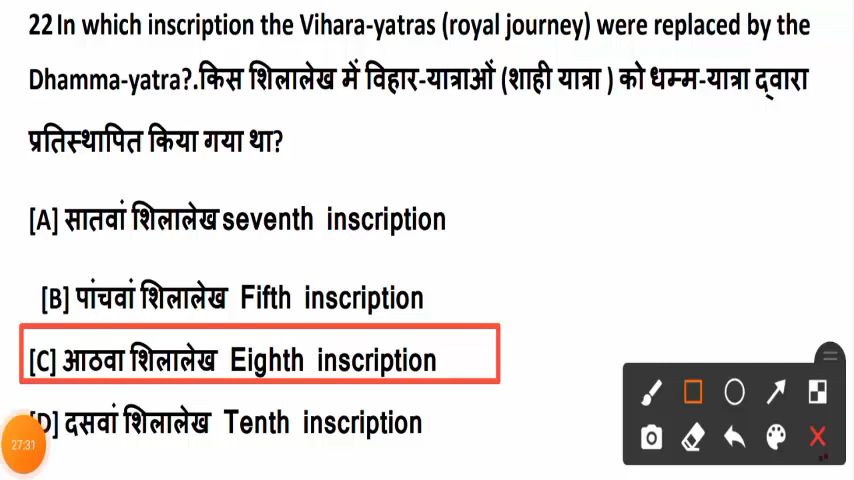 22 In which inscription the Vihara-yatras (royal journey) were replaced by the
Dhamma-yatra?.किस शिलालेख में विहार-यात्राओं (शाही यात्रा ) को धम्म-यात्रा द्वारा
प्रतिस्थापित किया गया था?
[A] सातवां शिलालेख seventh inscription
[B] पांचवां शिलालेख Fifth inscription
[C] आठवा शिलालेख Eighth inscription
[D] दसवां शिलालेख Tenth inscription
27:31